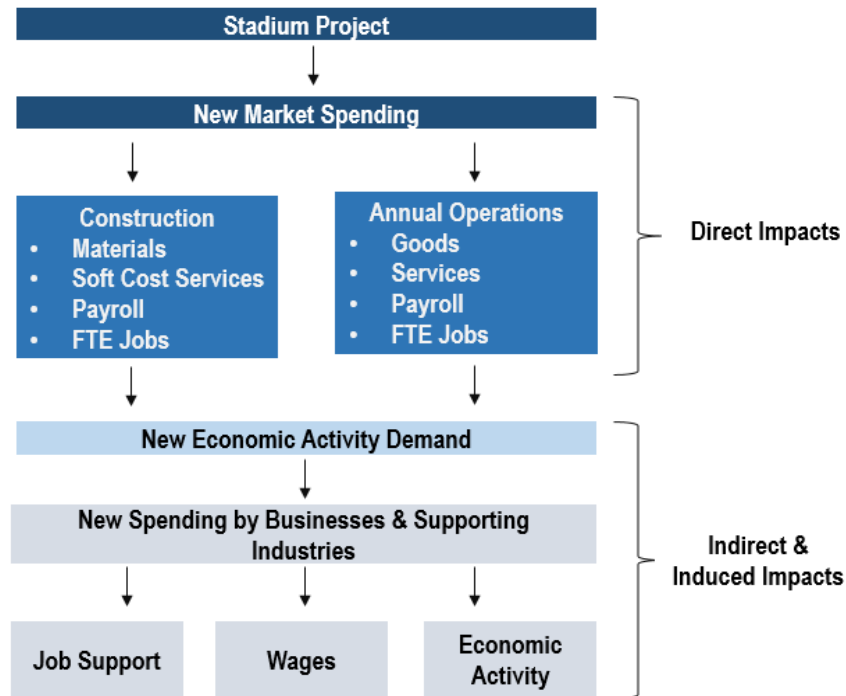 Stadium Project
New Market Spending
Construction
• Materials
• Soft Cost Services
• Payroll
• FTE Jobs
Annual Operations
• Goods
• Services
• Payroll
• FTE Jobs
Direct Impacts
New Economic Activity Demand
New Spending by Businesses & Supporting
Industries
Indirect &
Induced Impacts
Job Support
Wages
Economic
Activity